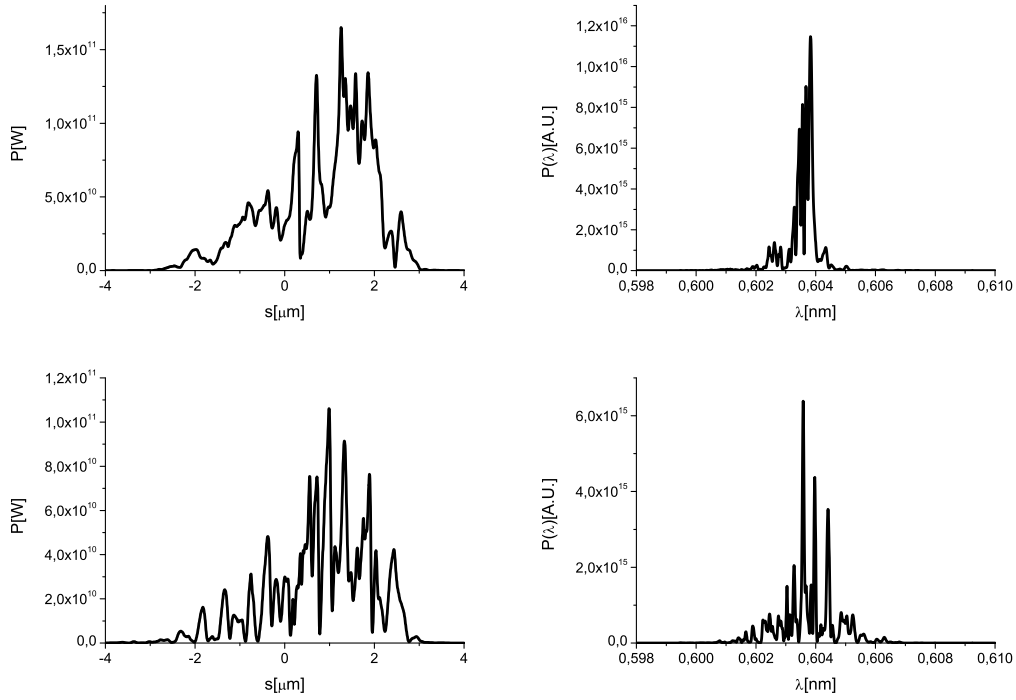 P[W]
1,5x10¹¹
1,0x10¹¹
5,0x10¹⁰
0,0
-4 -2 0 2 4
s[μm]
P(λ)[A.U.]
1,2x10¹⁶
1,0x10¹⁶
8,0x10¹⁵
6,0x10¹⁵
4,0x10¹⁵
2,0x10¹⁵
0,0
0,598 0,600 0,602 0,604 0,606 0,608 0,610
λ[nm]
P[W]
1,2x10¹¹
1,0x10¹¹
8,0x10¹⁰
6,0x10¹⁰
4,0x10¹⁰
2,0x10¹⁰
0,0
-4 -2 0 2 4
s[μm]
P(λ)[A.U.]
6,0x10¹⁵
4,0x10¹⁵
2,0x10¹⁵
0,0
0,598 0,600 0,602 0,604 0,606 0,608 0,610
λ[nm]